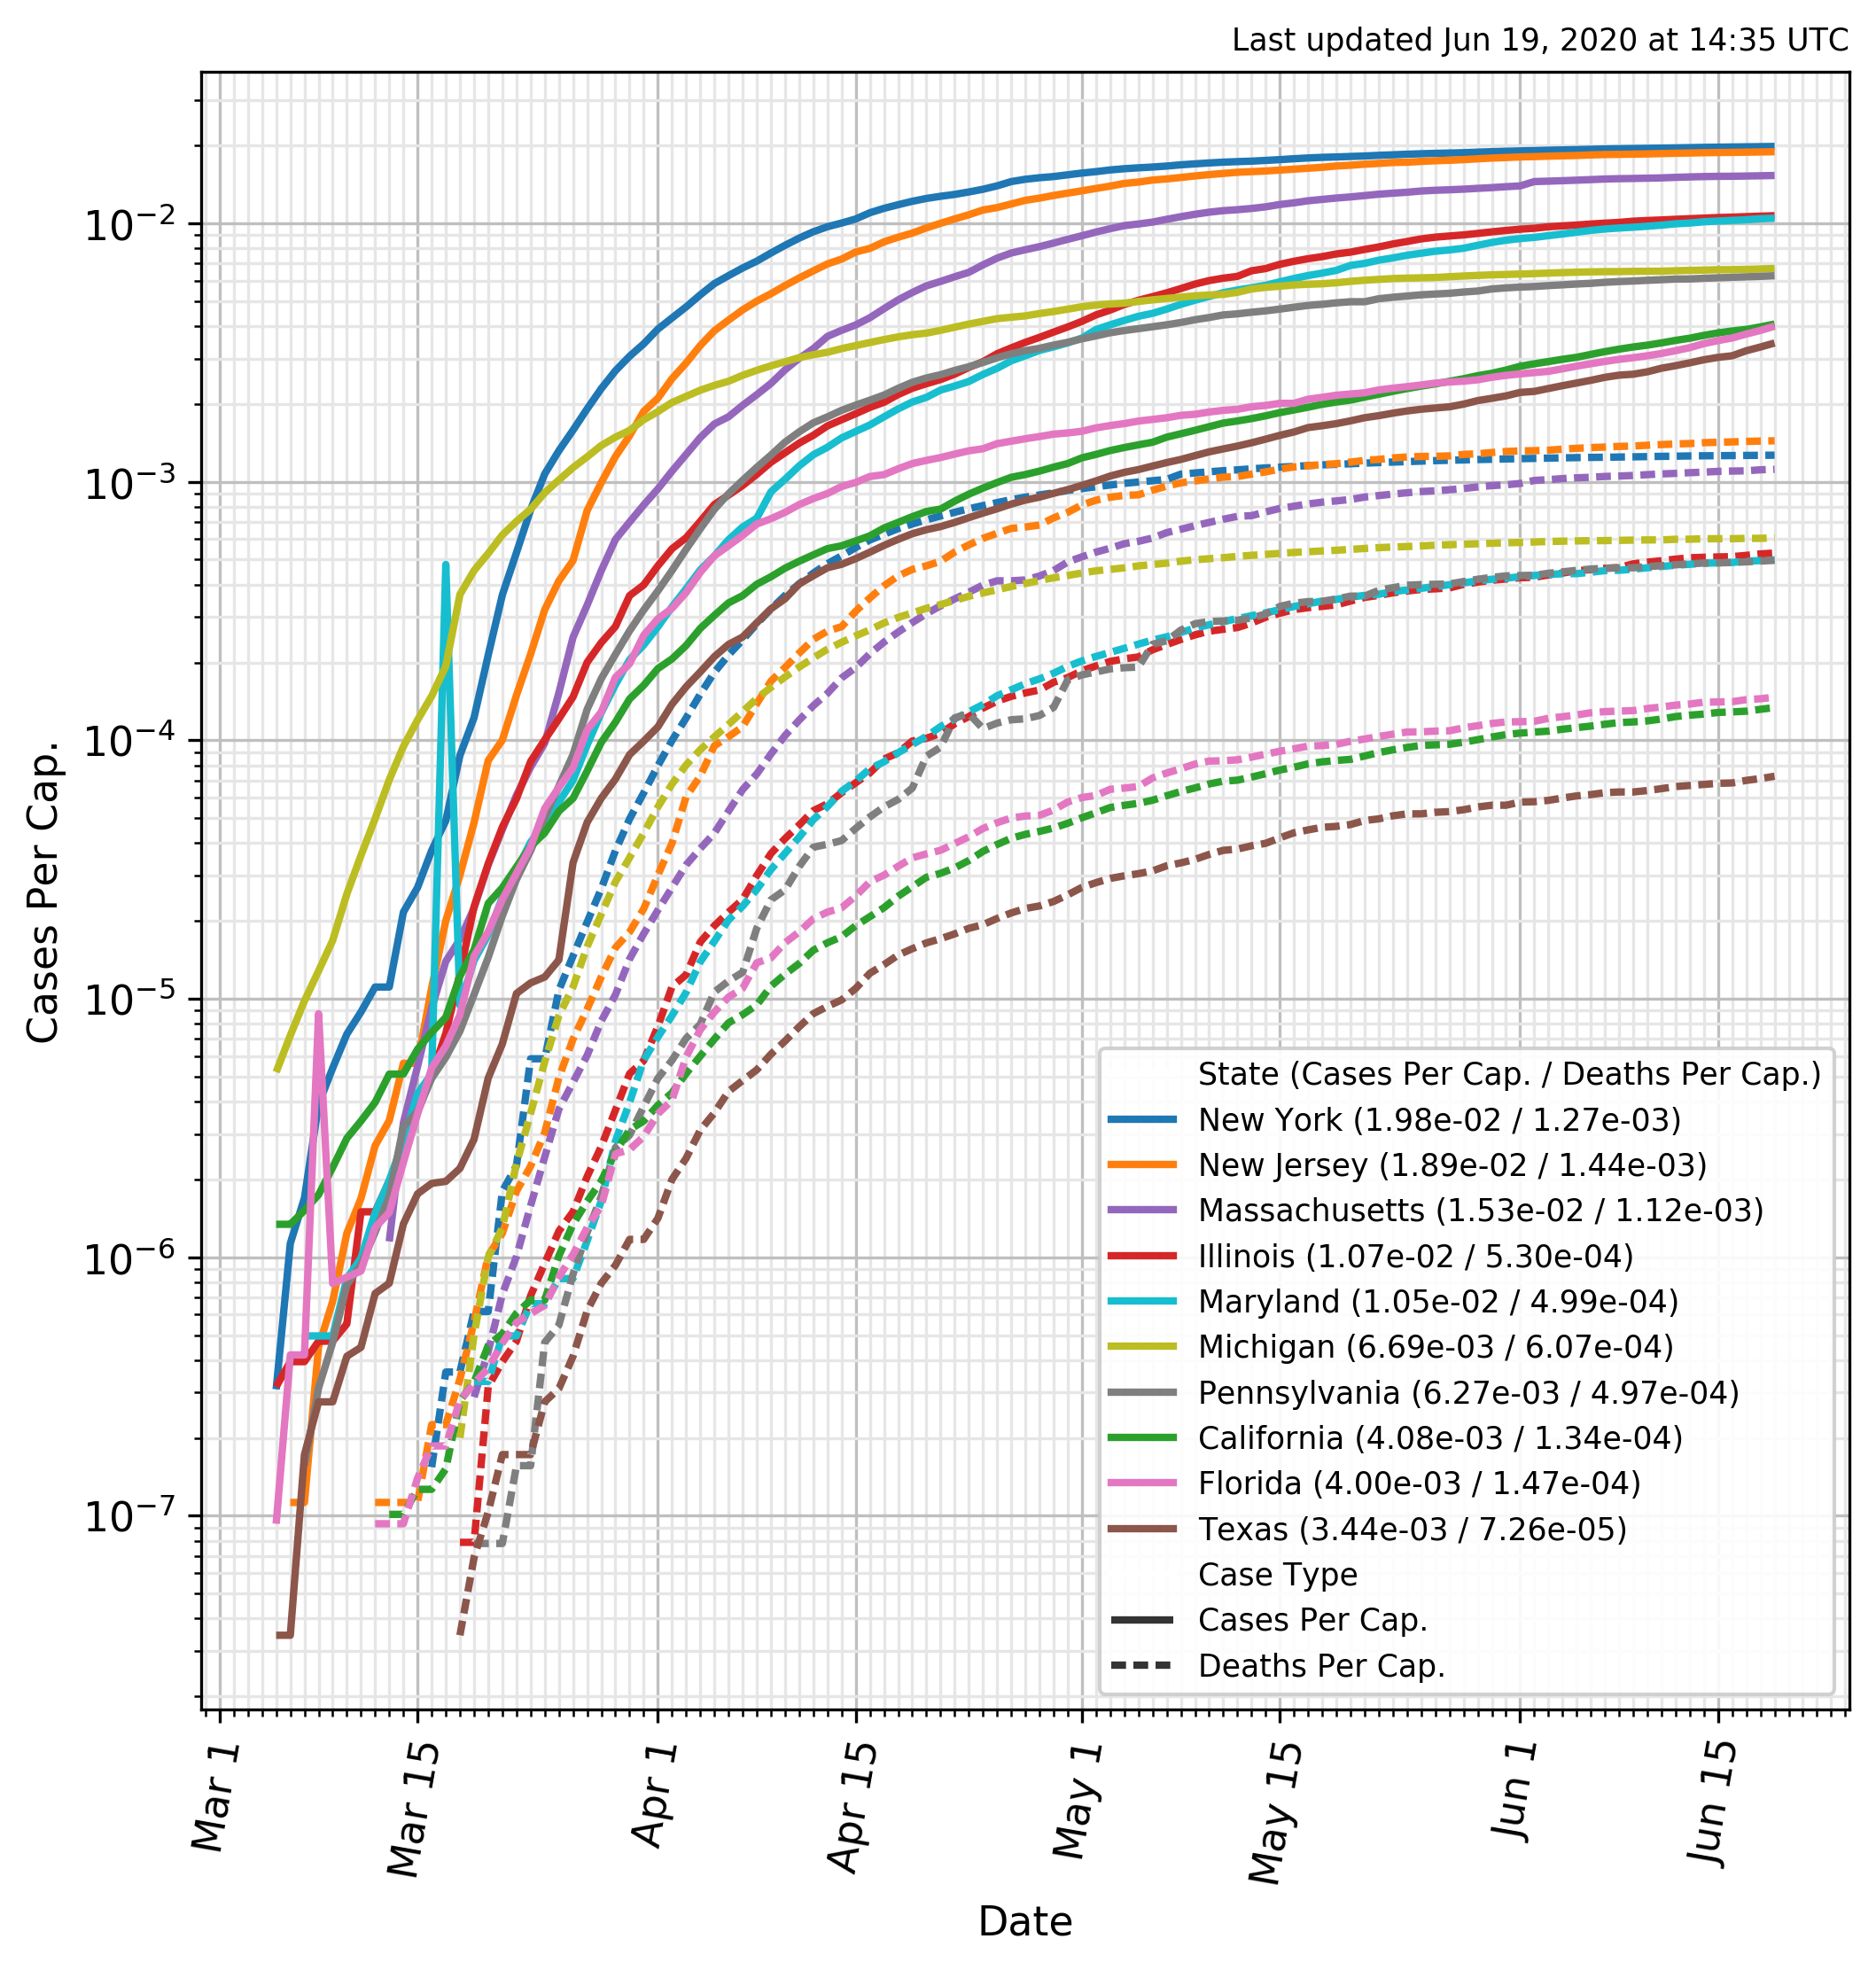 Last updated Jun 19, 2020 at 14:35 UTC
Cases Per Cap.
10⁻²
10⁻³
10⁻⁴
10⁻⁵
10⁻⁶
10⁻⁷
State (Cases Per Cap. / Deaths Per Cap.)
New York (1.98e-02 / 1.27e-03)
New Jersey (1.89e-02 / 1.44e-03)
Massachusetts (1.53e-02 / 1.12e-03)
Illinois (1.07e-02 / 5.30e-04)
Maryland (1.05e-02 / 4.99e-04)
Michigan (6.69e-03 / 6.07e-04)
Pennsylvania (6.27e-03 / 4.97e-04)
California (4.08e-03 / 1.34e-04)
Florida (4.00e-03 / 1.47e-04)
Texas (3.44e-03 / 7.26e-05)
Case Type
Cases Per Cap.
Deaths Per Cap.
Mar 1
Mar 15
Apr 1
Apr 15
May 1
May 15
Jun 1
Jun 15
Date